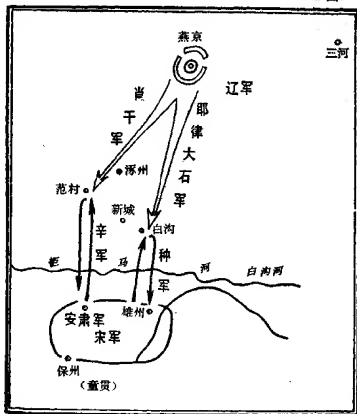 燕京
三河
辽军
肖干军
耶律大石军
涿州
范村
新城
白沟
辛军
种军
拒马河
白沟河
安肃军
雄州
宋军
保州
(童贯)